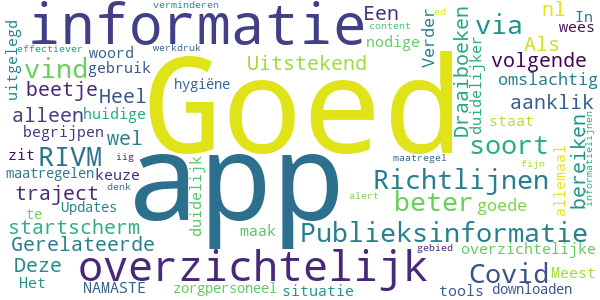 verminderen
informatie
Een
content
ed
nl
In
via
wees
Verder
nodige
Als
uitgelegd
effectiever
werkdruk
woord
vind
gebruik
Uitstekend
Draaiboeken
duidelijker
volgende
omslachtig
beetje
Heel
hygiëne
Goed
aanklik
alleen
huidige
begrijpen
wel
staat
soort
bereiken
informatielijnen
allemaal
zit
RIVM
iig
maatregel
fijn
maatregelen
keuze
duidelijk
app
Richtlijnen
traject
denk
alert
beter
goede
te
Updates
startscherm
maak
Publieksinformatie
Gerelateerde
gebied
overzichtelijke
Deze
overzichtelijk
Covid
Meest
Het
NAMASTE
zorgpersoneel
situatie
tools
downloaden